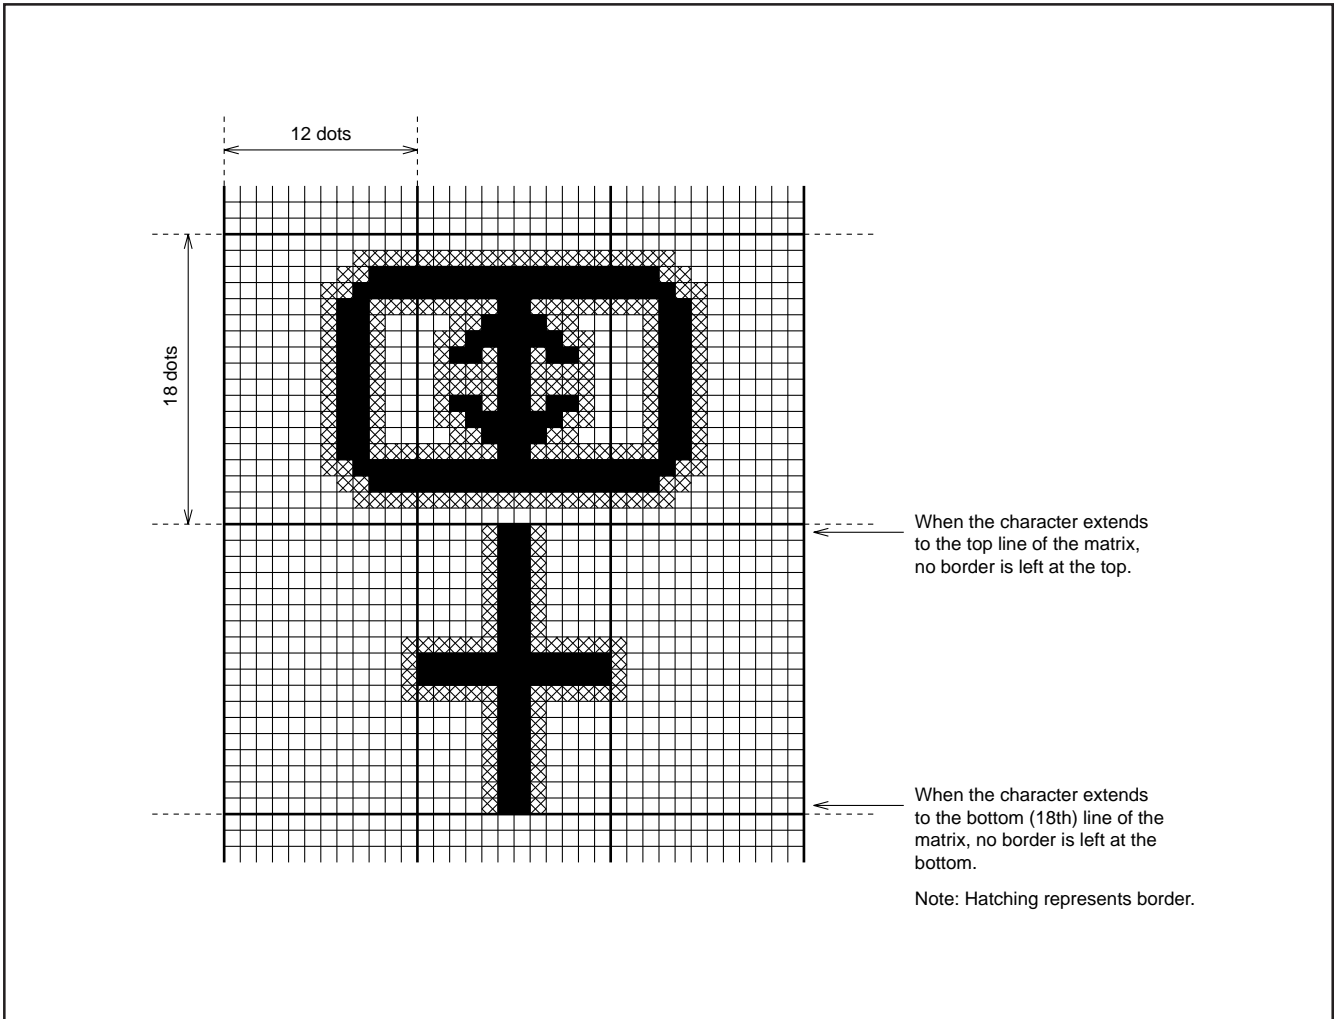 12 dots
18 dots
When the character extends
to the top line of the matrix,
no border is left at the top.
When the character extends
to the bottom (18th) line of the
matrix, no border is left at the
bottom.
Note: Hatching represents border.